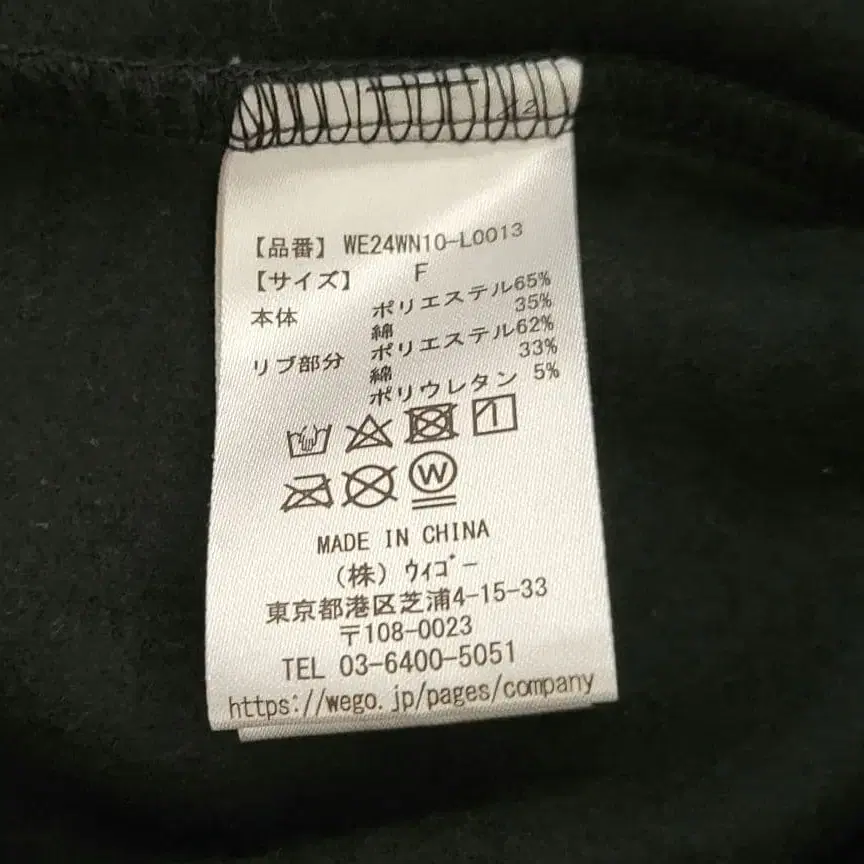 【品番】 WE24WN10-L0013
【サイズ】 F
本体 ポリエステル65%
綿 35%
リブ部分 ポリエステル62%
綿 33%
ポリウレタン 5%
W
MADE IN CHINA
(株) ウィゴー
東京都港区芝浦4-15-33
〒108-0023
TEL 03-6400-5051
https://wego.jp/pages/company